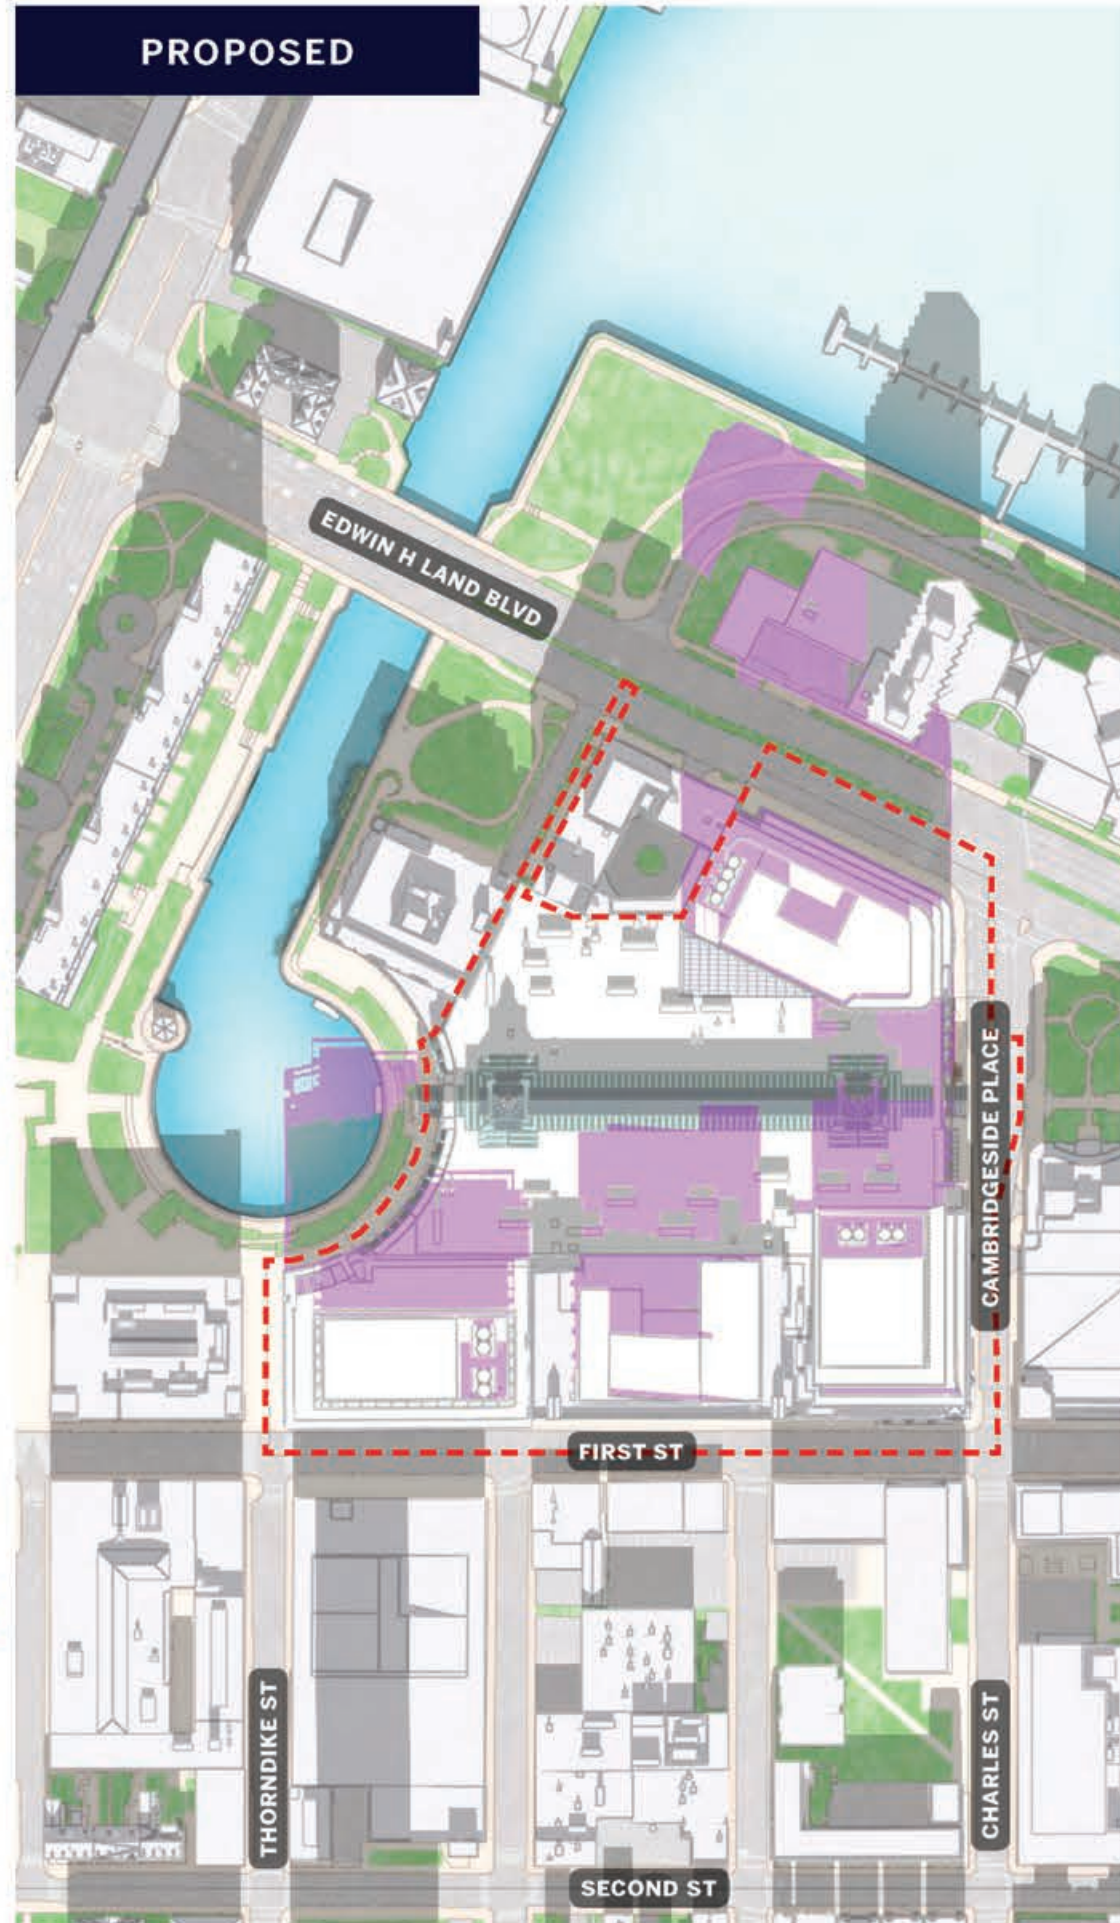 PROPOSED
EDWIN H LAND BLVD
CAMBRIDGESIDE PLACE
FIRST ST
THORNDIKE ST
CHARLES ST
SECOND ST